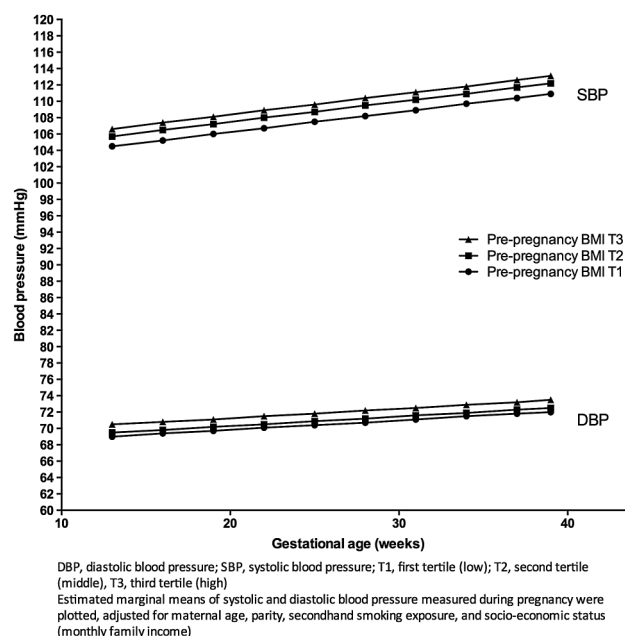 120
118
116
114
112
110
108
106
104
102
100
98
96
94
92
90
88
86
84
82
80
78
76
74
72
70
68
66
64
62
60
Blood pressure (mmHg)
SBP
Pre-pregnancy BMI T3
Pre-pregnancy BMI T2
Pre-pregnancy BMI T1
DBP
10 20 30 40
Gestational age (weeks)
DBP, diastolic blood pressure; SBP, systolic blood pressure; T1, first tertile (low); T2, second tertile
(middle), T3, third tertile (high)
Estimated marginal means of systolic and diastolic blood pressure measured during pregnancy were
plotted, adjusted for maternal age, parity, secondhand smoking exposure, and socio-economic status
(monthly family income)